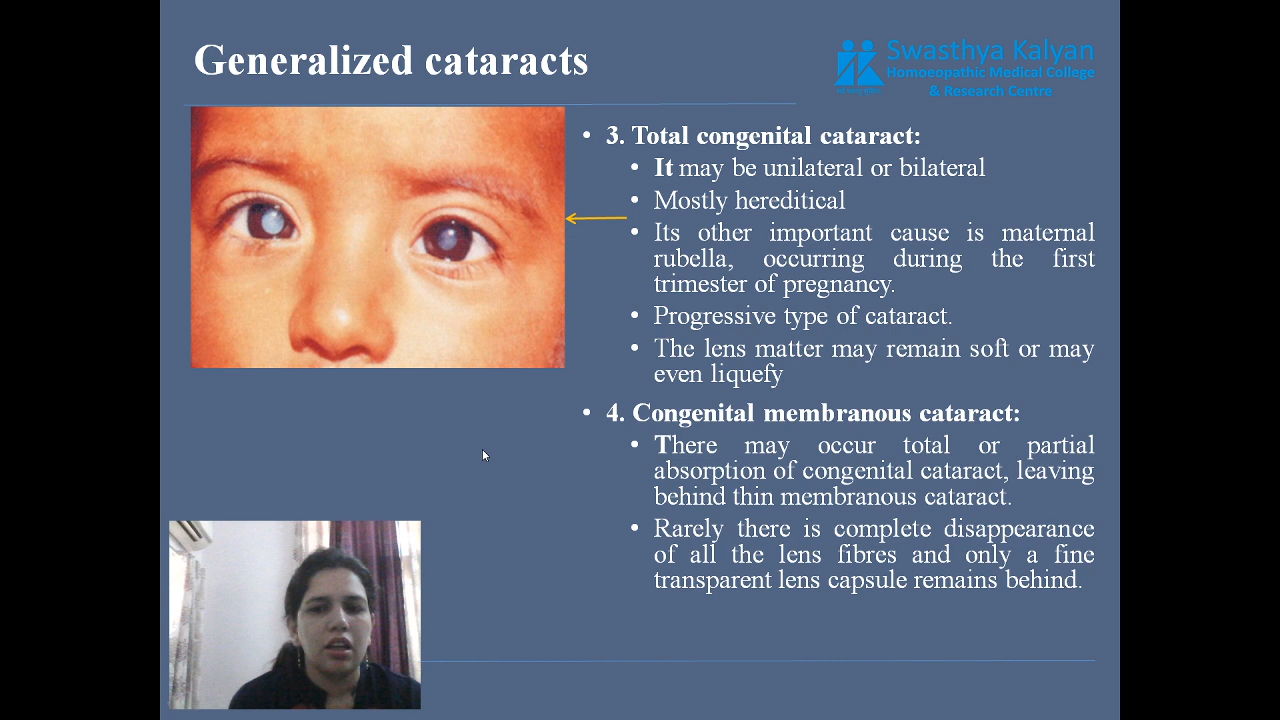 Generalized cataracts
Swasthya Kalyan
Homoeopathic Medical College
& Research Centre
• 3. Total congenital cataract:
• It may be unilateral or bilateral
• Mostly hereditical
• Its other important cause is maternal
rubella, occurring during the first
trimester of pregnancy.
• Progressive type of cataract.
• The lens matter may remain soft or may
even liquefy
• 4. Congenital membranous cataract:
• There may occur total or partial
absorption of congenital cataract, leaving
behind thin membranous cataract.
• Rarely there is complete disappearance
of all the lens fibres and only a fine
transparent lens capsule remains behind.